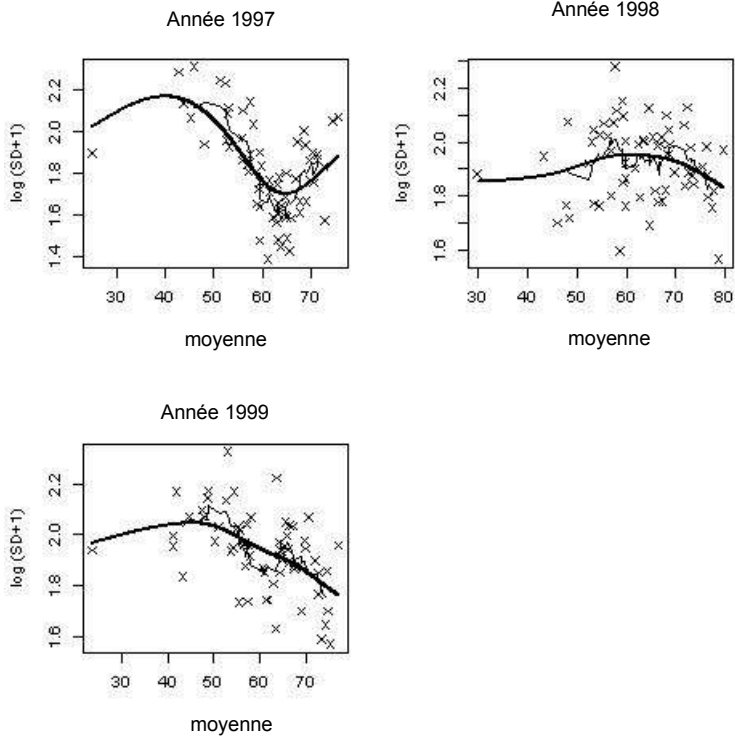 Année 1997
log (SD+1)
2.2
2.0
1.8
1.6
1.4
30 40 50 60 70
moyenne
Année 1998
log (SD+1)
2.2
2.0
1.8
1.6
30 40 50 60 70 80
moyenne
Année 1999
log (SD+1)
2.2
2.0
1.8
1.6
30 40 50 60 70
moyenne